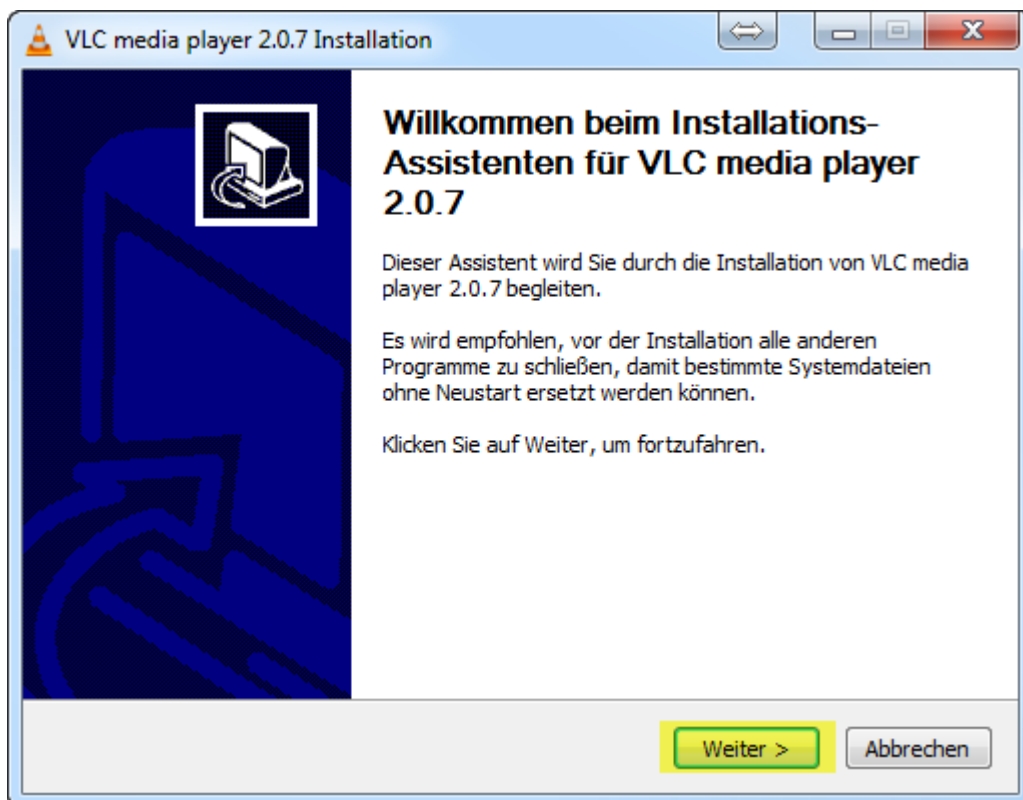 VLC media player 2.0.7 Installation
Willkommen beim Installations-
Assistenten für VLC media player
2.0.7
Dieser Assistent wird Sie durch die Installation von VLC media
player 2.0.7 begleiten.
Es wird empfohlen, vor der Installation alle anderen
Programme zu schließen, damit bestimmte Systemdateien
ohne Neustart ersetzt werden können.
Klicken Sie auf Weiter, um fortzufahren.
Weiter > Abbrechen